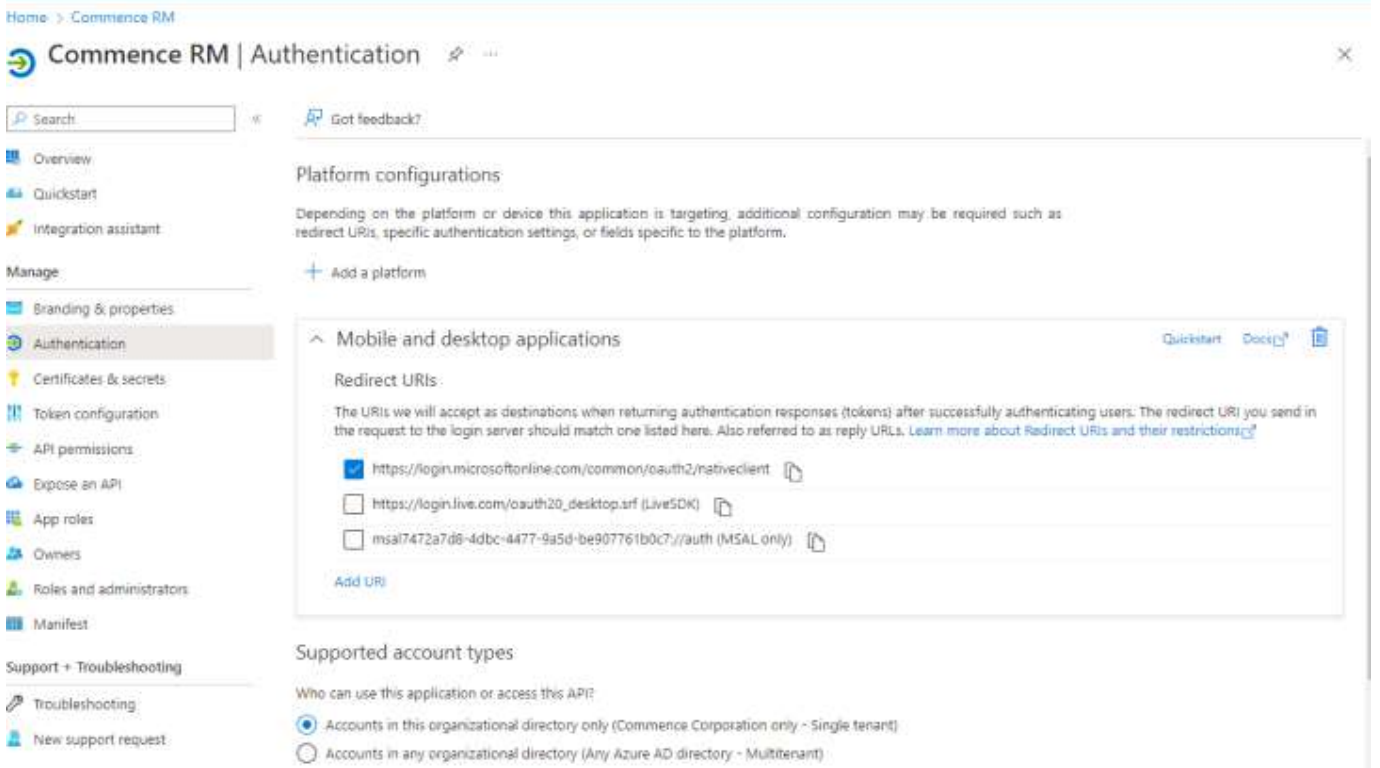 Home > Commence RM
Commence RM | Authentication
Search
Got feedback?
Overview
Quickstart
Integration assistant
Manage
Branding & properties
Authentication
Certificates & secrets
Token configuration
API permissions
Expose an API
App roles
Owners
Roles and administrators
Manifest
Support + Troubleshooting
Troubleshooting
New support request
Platform configurations
Depending on the platform or device this application is targeting, additional configuration may be required such as
redirect URIs, specific authentication settings, or fields specific to the platform.
Add a platform
Mobile and desktop applications
Quickstart Docs
Redirect URIs
The URIs we will accept as destinations when returning authentication responses (tokens) after successfully authenticating users. The redirect URI you send in
the request to the login server should match one listed here. Also referred to as reply URLs. Learn more about Redirect URIs and their restrictions
https://login.microsoftonline.com/common/oauth2/nativeclient
https://login.live.com/oauth20_desktop.srf (LiveSDK)
msal7472a7d8-4dbc-4477-9a5d-be907761b0c7://auth (MSAL only)
Add URI
Supported account types
Who can use this application or access this API?
Accounts in this organizational directory only (Commence Corporation only - Single tenant)
Accounts in any organizational directory (Any Azure AD directory - Multitenant)